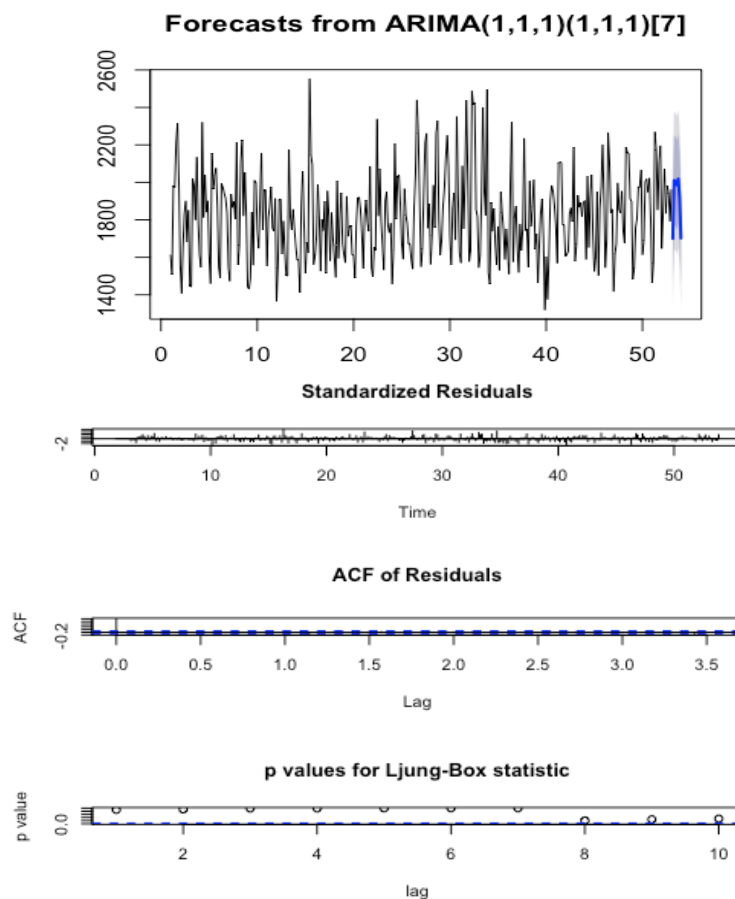 Forecasts from ARIMA(1,1,1)(1,1,1)[7]
2600
2200
1800
1400
0 10 20 30 40 50
Standardized Residuals
-2
0 10 20 30 40 50
Time
ACF of Residuals
ACF
-0.2
0.0 0.5 1.0 1.5 2.0 2.5 3.0 3.5
Lag
p values for Ljung-Box statistic
p value
0.0
2 4 6 8 10
lag